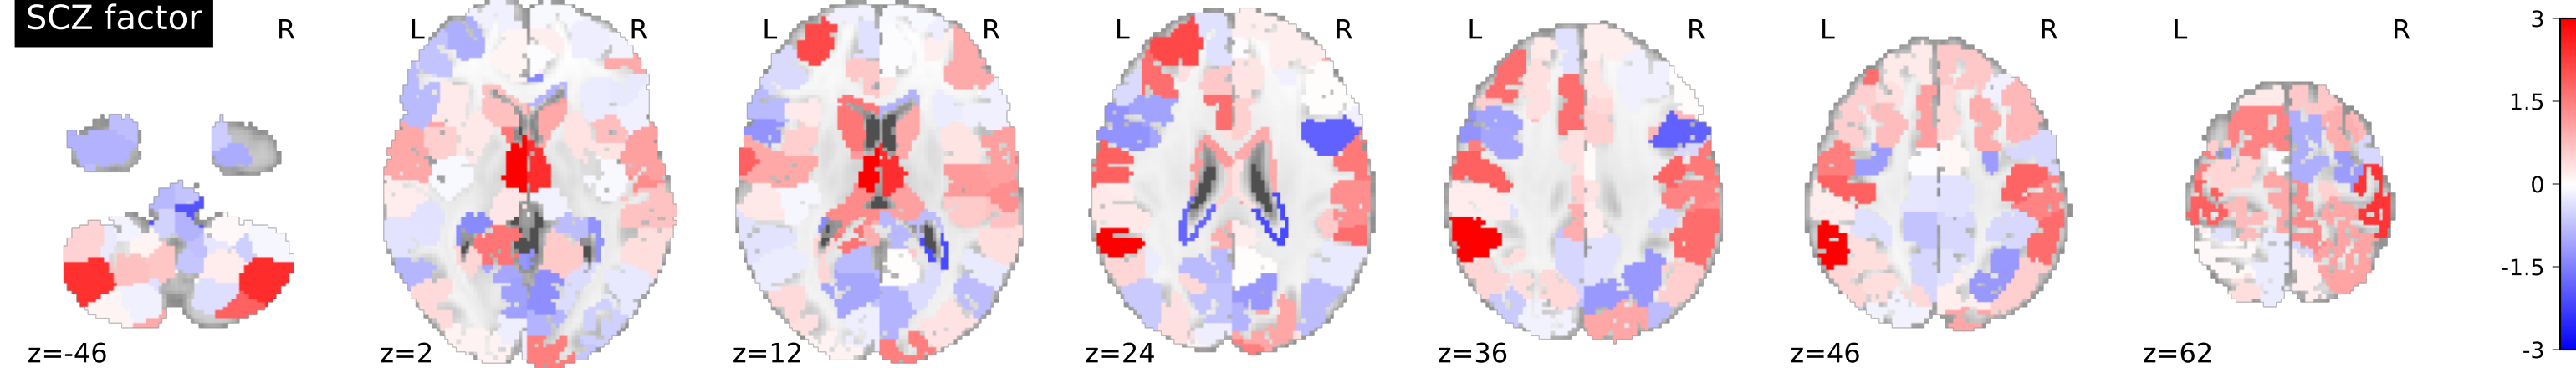 SCZ factor
R
L R
L R
L R
L R
L R
L R
z=-46
z=2
z=12
z=24
z=36
z=46
z=62
3
1.5
0
-1.5
-3